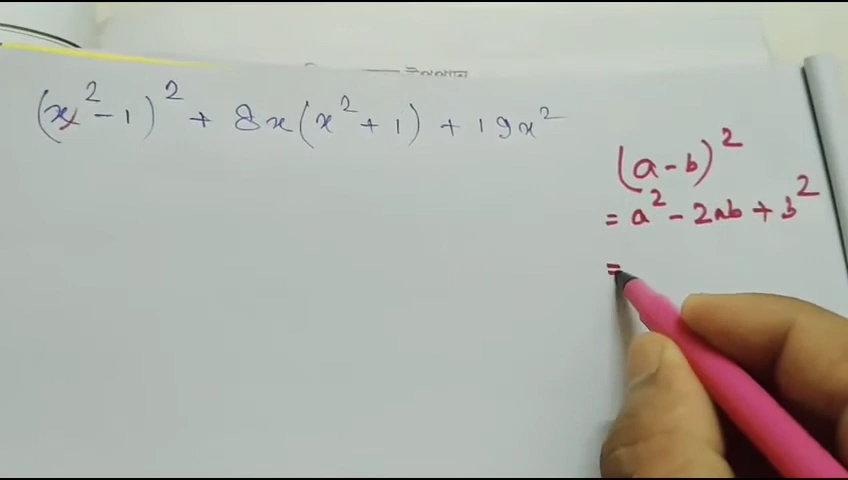 (x² - 1)² + 8x(x² + 1) + 19x²
(a - b)²
= a² - 2ab + b²
=